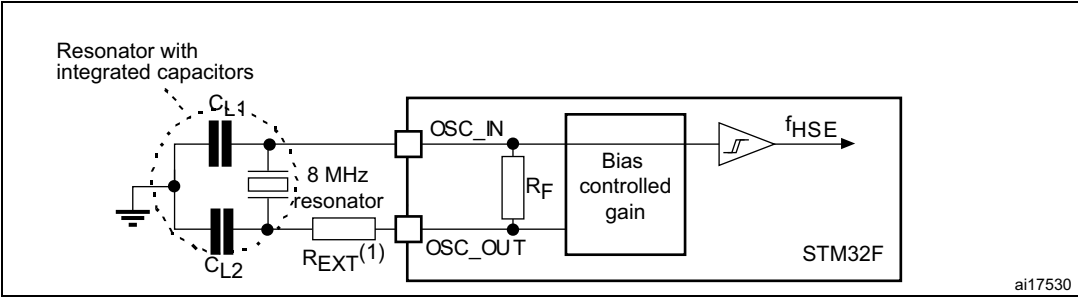 Resonator with
integrated capacitors
CL1
OSC_IN
fHSE
8 MHz
resonator
RF
Bias
controlled
gain
REXT(1)
OSC_OUT
CL2
STM32F
ai17530